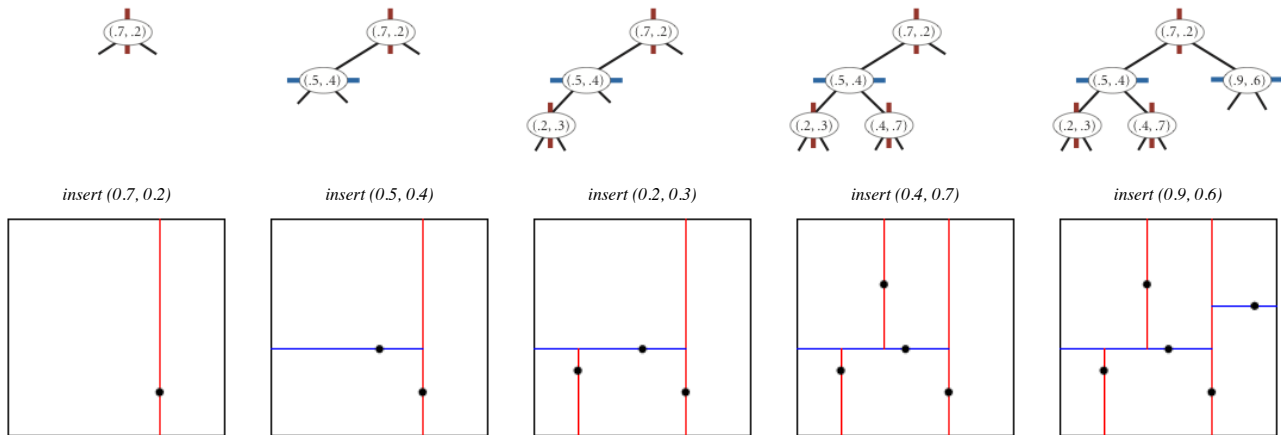 (.7, .2)
(.7, .2)
(.5, .4)
(.7, .2)
(.5, .4)
(.2, .3)
(.7, .2)
(.5, .4)
(.2, .3) (.4, .7)
(.7, .2)
(.5, .4) (.9, .6)
(.2, .3) (.4, .7)
insert (0.7, 0.2)
insert (0.5, 0.4)
insert (0.2, 0.3)
insert (0.4, 0.7)
insert (0.9, 0.6)